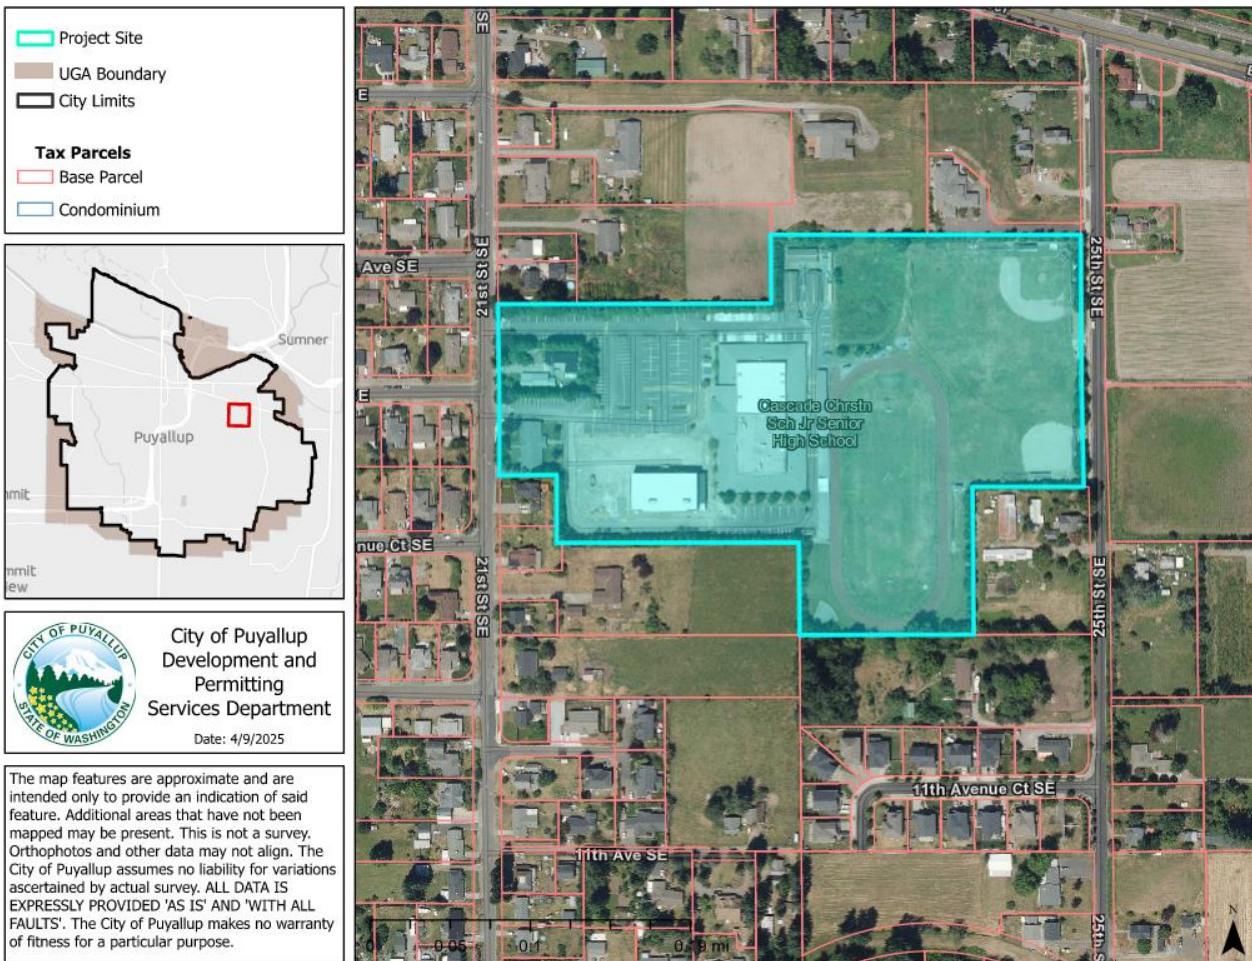 Project Site
UGA Boundary
City Limits
Tax Parcels
Base Parcel
Condominium
Sumner
Puyallup
mmit
mmit
iew
CITY OF PUYALLUP
STATE OF WASHINGTON
City of Puyallup
Development and
Permitting
Services Department
Date: 4/9/2025
The map features are approximate and are
intended only to provide an indication of said
feature. Additional areas that have not been
mapped may be present. This is not a survey.
Orthophotos and other data may not align. The
City of Puyallup assumes no liability for variations
ascertained by actual survey. ALL DATA IS
EXPRESSLY PROVIDED 'AS IS' AND 'WITH ALL
FAULTS'. The City of Puyallup makes no warranty
of fitness for a particular purpose.
SE
E
Ave SE
21st St SE
25th St SE
E
Cascade Chrstn
Sch Jr Senior
High School
nue Ct SE
21st St SE
25th St SE
11th Avenue Ct SE
11th Ave SE
25th S
0 0.05 0.1 0.19 mi
N